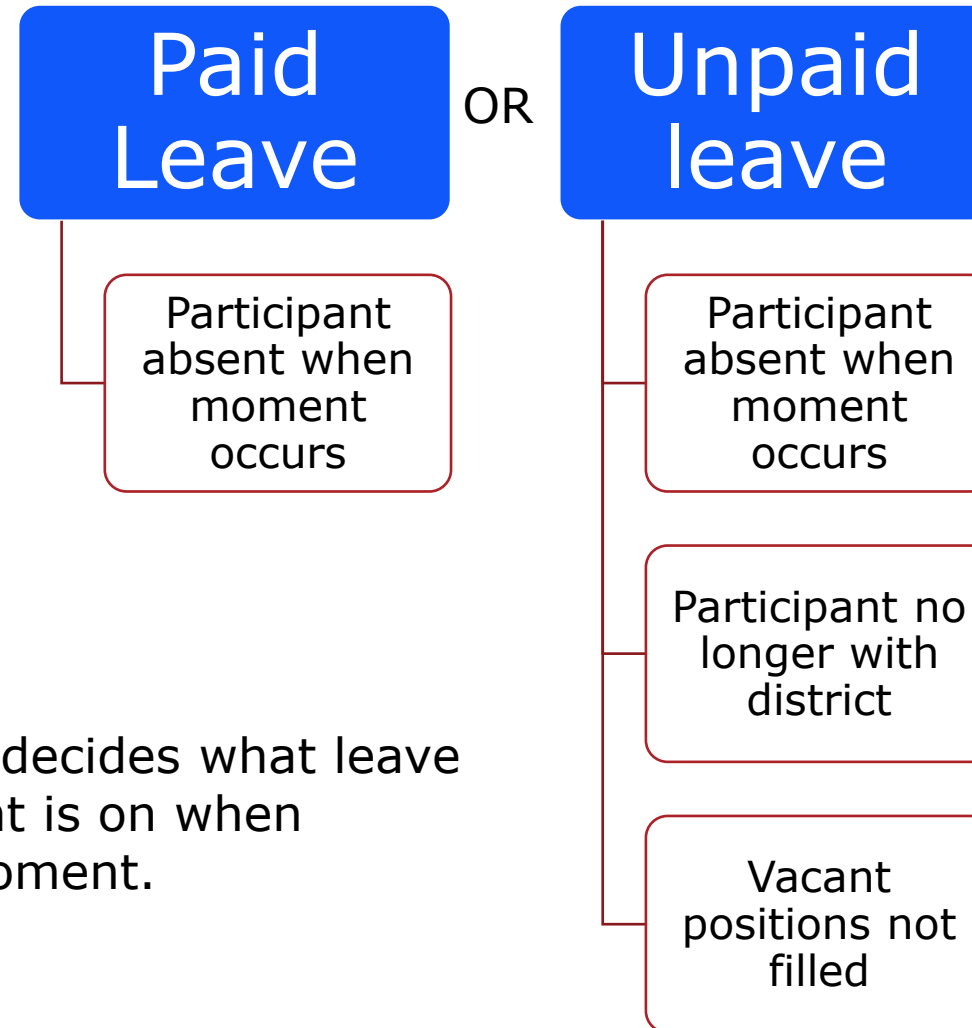 Paid
Leave
OR
Unpaid
leave
Participant
absent when
moment
occurs
Participant
absent when
moment
occurs
Participant no
longer with
district
Vacant
positions not
filled
decides what leave
is on when